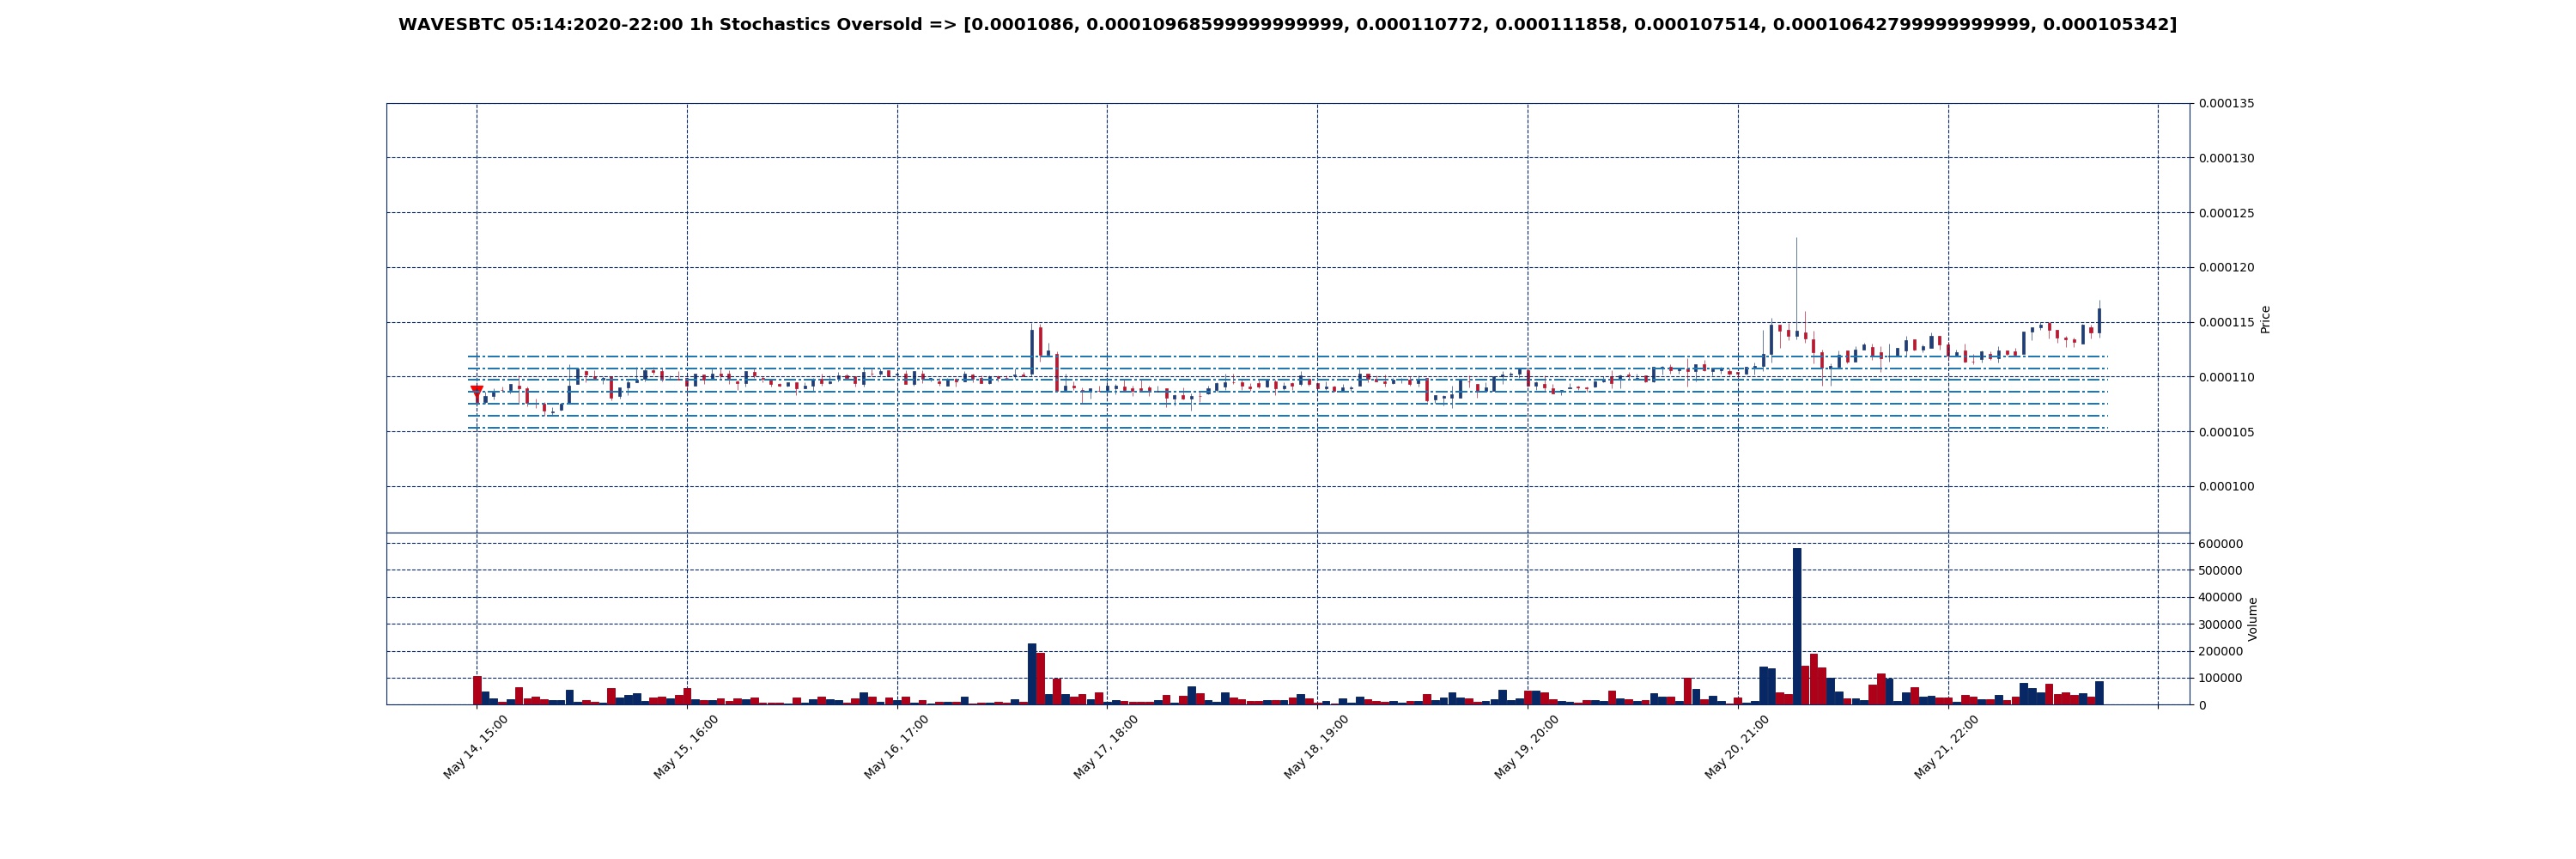 WAVESBTC 05:14:2020-22:00 1h Stochastics Oversold => [0.0001086, 0.00010968599999999999, 0.000110772, 0.000111858, 0.000107514, 0.00010642799999999999, 0.000105342]
0.000135
0.000130
0.000125
0.000120
0.000115
0.000110
0.000105
0.000100
Price
600000
500000
400000
300000
200000
100000
0
Volume
May 14, 15:00
May 15, 16:00
May 16, 17:00
May 17, 18:00
May 18, 19:00
May 19, 20:00
May 20, 21:00
May 21, 22:00